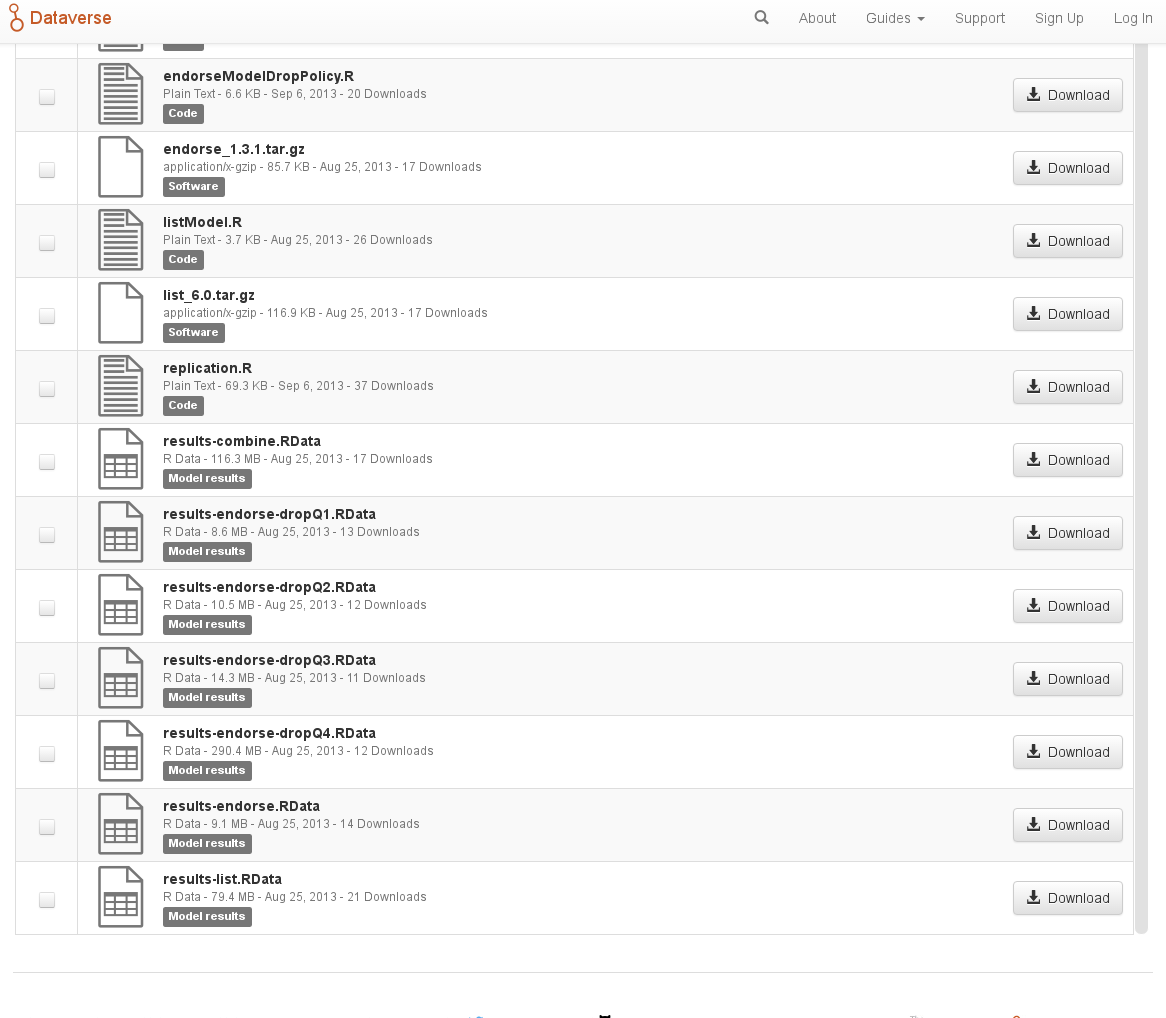 Dataverse
About
Guides
Support
Sign Up
Log In
endorseModelDropPolicy.R
Plain Text - 6.6 KB - Sep 6, 2013 - 20 Downloads
Code
Download
endorse_1.3.1.tar.gz
application/x-gzip - 85.7 KB - Aug 25, 2013 - 17 Downloads
Software
Download
listModel.R
Plain Text - 3.7 KB - Aug 25, 2013 - 26 Downloads
Code
Download
list_6.0.tar.gz
application/x-gzip - 116.9 KB - Aug 25, 2013 - 17 Downloads
Software
Download
replication.R
Plain Text - 69.3 KB - Sep 6, 2013 - 37 Downloads
Code
Download
results-combine.RData
R Data - 116.3 MB - Aug 25, 2013 - 17 Downloads
Model results
Download
results-endorse-dropQ1.RData
R Data - 8.6 MB - Aug 25, 2013 - 13 Downloads
Model results
Download
results-endorse-dropQ2.RData
R Data - 10.5 MB - Aug 25, 2013 - 12 Downloads
Model results
Download
results-endorse-dropQ3.RData
R Data - 14.3 MB - Aug 25, 2013 - 11 Downloads
Model results
Download
results-endorse-dropQ4.RData
R Data - 290.4 MB - Aug 25, 2013 - 12 Downloads
Model results
Download
results-endorse.RData
R Data - 9.1 MB - Aug 25, 2013 - 14 Downloads
Model results
Download
results-list.RData
R Data - 79.4 MB - Aug 25, 2013 - 21 Downloads
Model results
Download